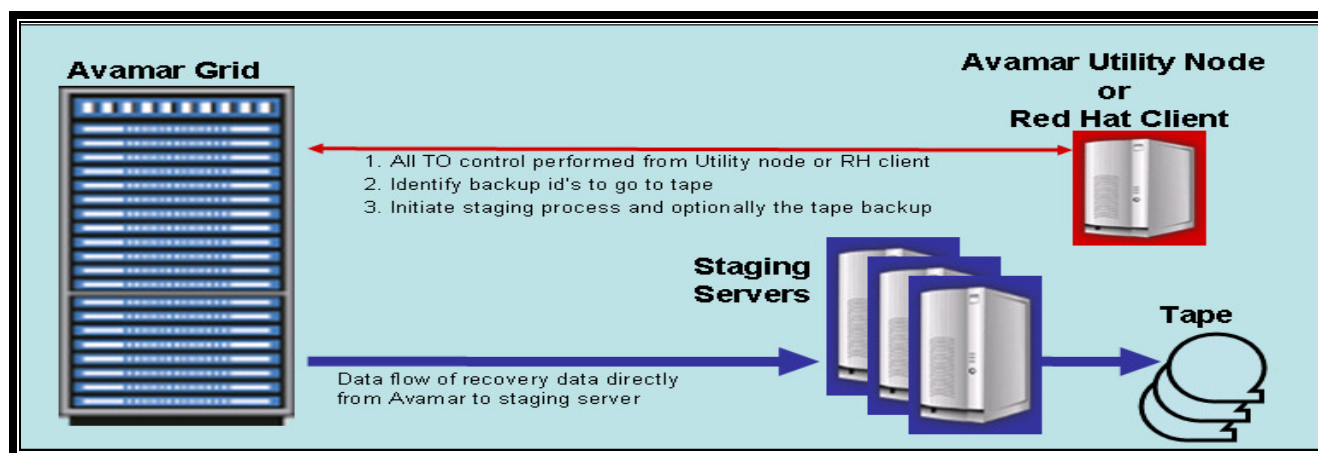 Avamar Grid
Avamar Utility Node
or
Red Hat Client
1. All TO control performed from Utility node or RH client
2. Identify backup id's to go to tape
3. Initiate staging process and optionally the tape backup
Staging
Servers
Tape
Data flow of recovery data directly
from Avamar to staging server